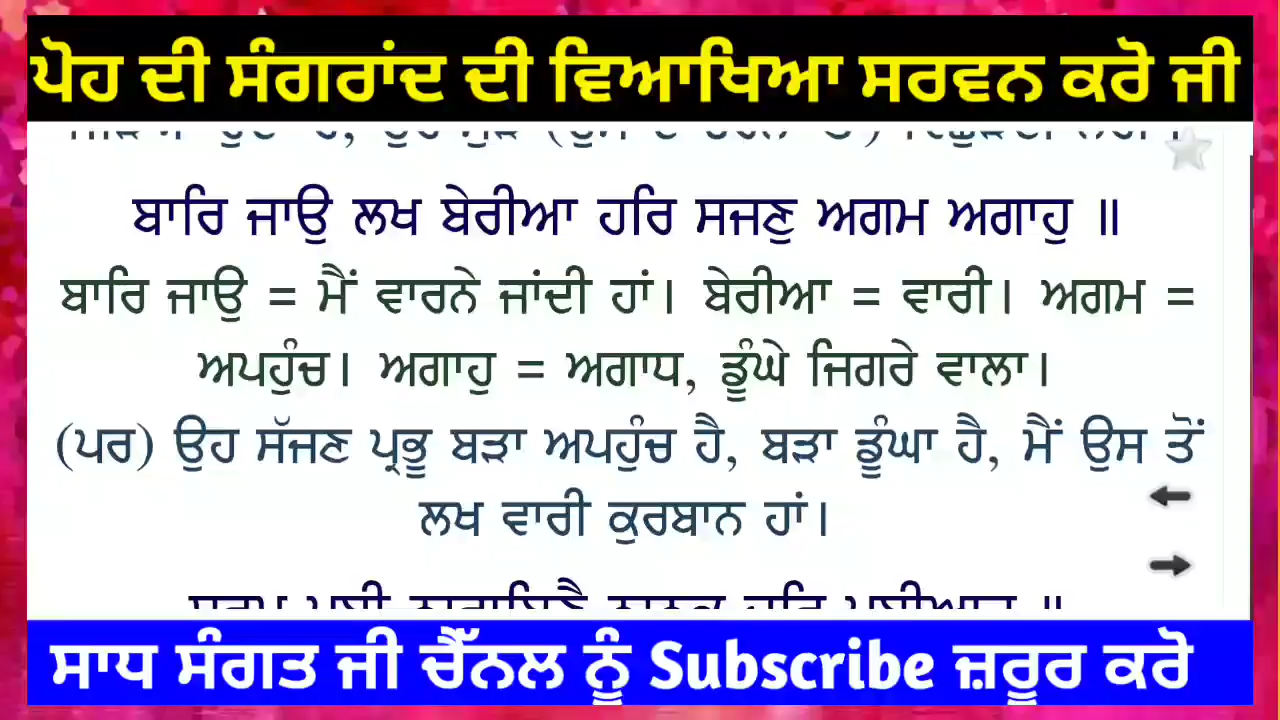 ਪੋਹ ਦੀ ਸੰਗਰਾਂਦ ਦੀ ਵਿਆਖਿਆ ਸਰਵਨ ਕਰੋ ਜੀ
ਬਾਰਿ ਜਾਉ ਲਖ ਬੇਰੀਆ ਹਰਿ ਸਜਣੁ ਅਗਮ ਅਗਾਹੁ ॥
ਬਾਰਿ ਜਾਉ = ਮੈਂ ਵਾਰਨੇ ਜਾਂਦੀ ਹਾਂ। ਬੇਰੀਆ = ਵਾਰੀ। ਅਗਮ =
ਅਪਹੁੰਚ। ਅਗਾਹੁ = ਅਗਾਧ, ਡੂੰਘੇ ਜਿਗਰੇ ਵਾਲਾ।
(ਪਰ) ਉਹ ਸੱਜਣ ਪ੍ਰਭੂ ਬੜਾ ਅਪਹੁੰਚ ਹੈ, ਬੜਾ ਡੂੰਘਾ ਹੈ, ਮੈਂ ਉਸ ਤੋਂ
ਲਖ ਵਾਰੀ ਕੁਰਬਾਨ ਹਾਂ।
ਸਾਧ ਸੰਗਤ ਜੀ ਚੈੱਨਲ ਨੂੰ Subscribe ਜ਼ਰੂਰ ਕਰੋ